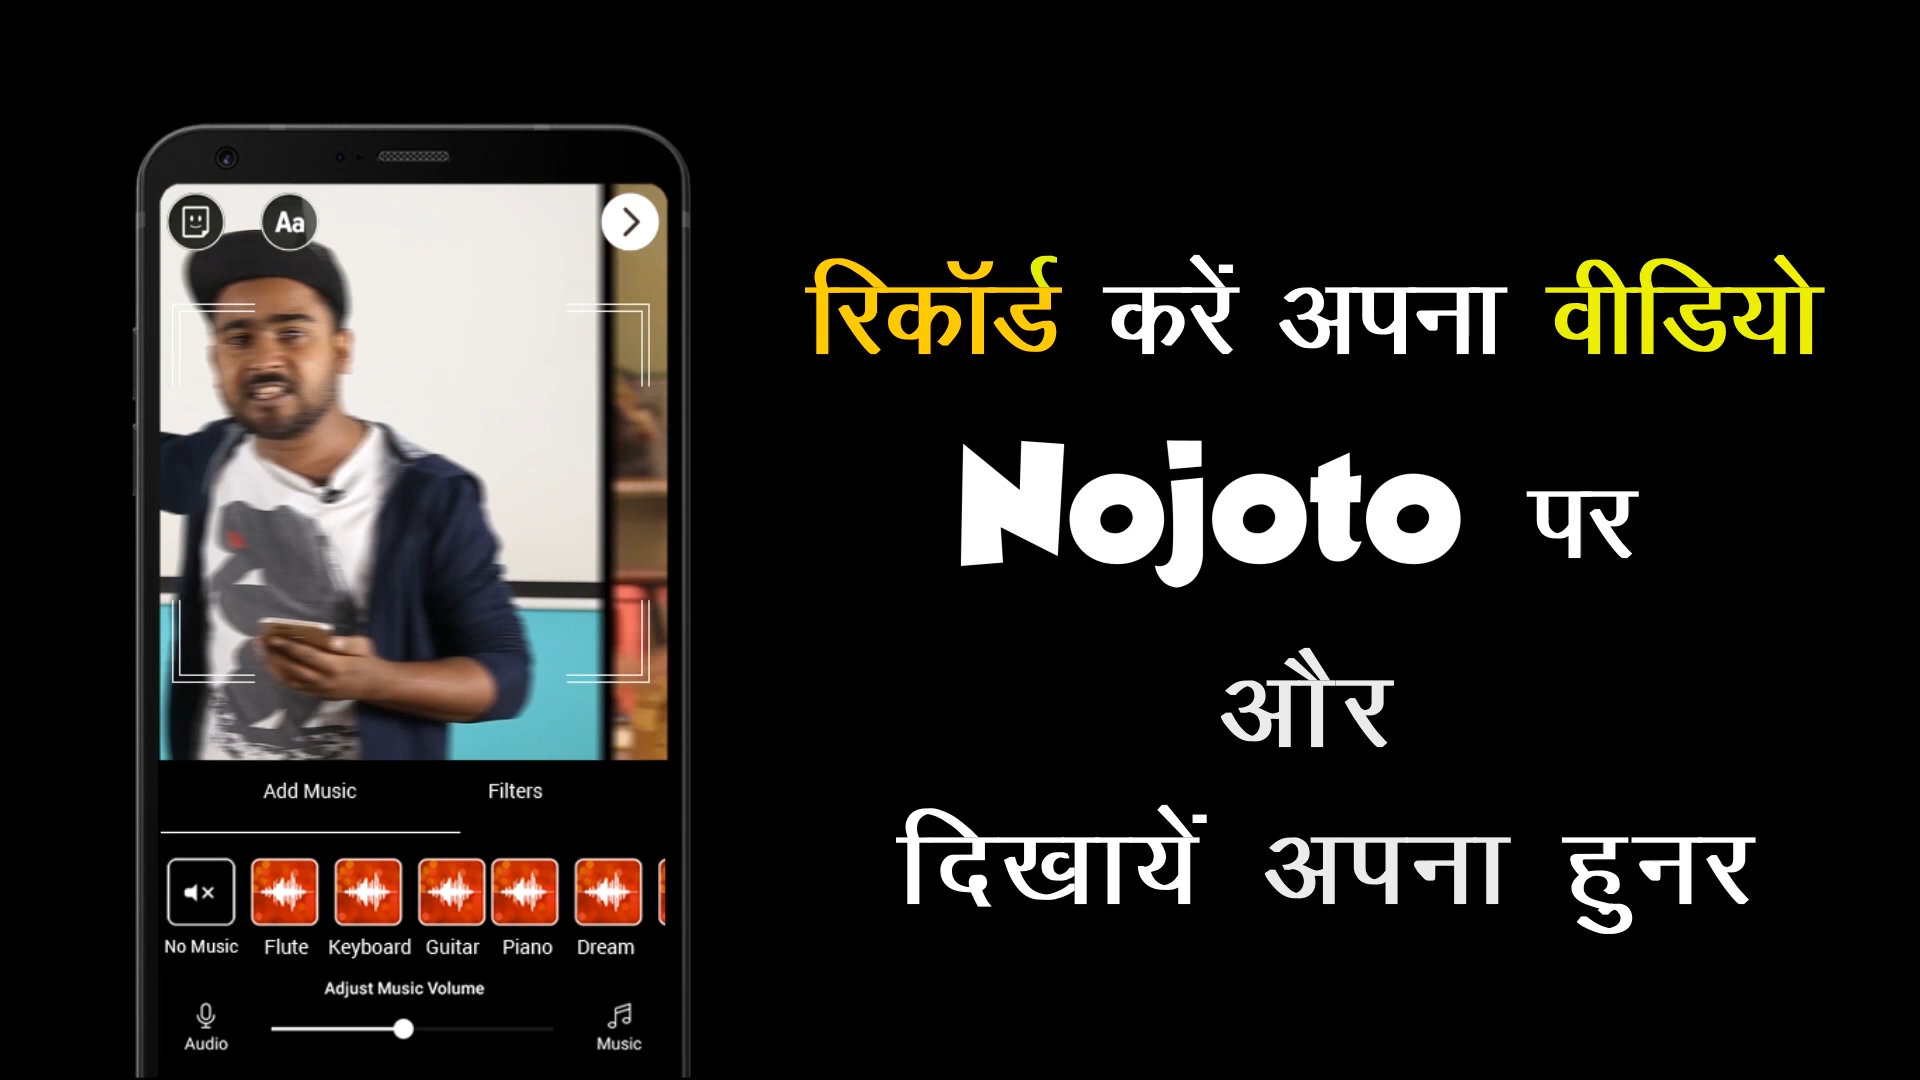 Aa
रिकॉर्ड करें अपना वीडियो
Nojoto पर
और
दिखायें अपना हुनर
Add Music Filters
No Music Flute Keyboard Guitar Piano Dream
Adjust Music Volume
Audio Music